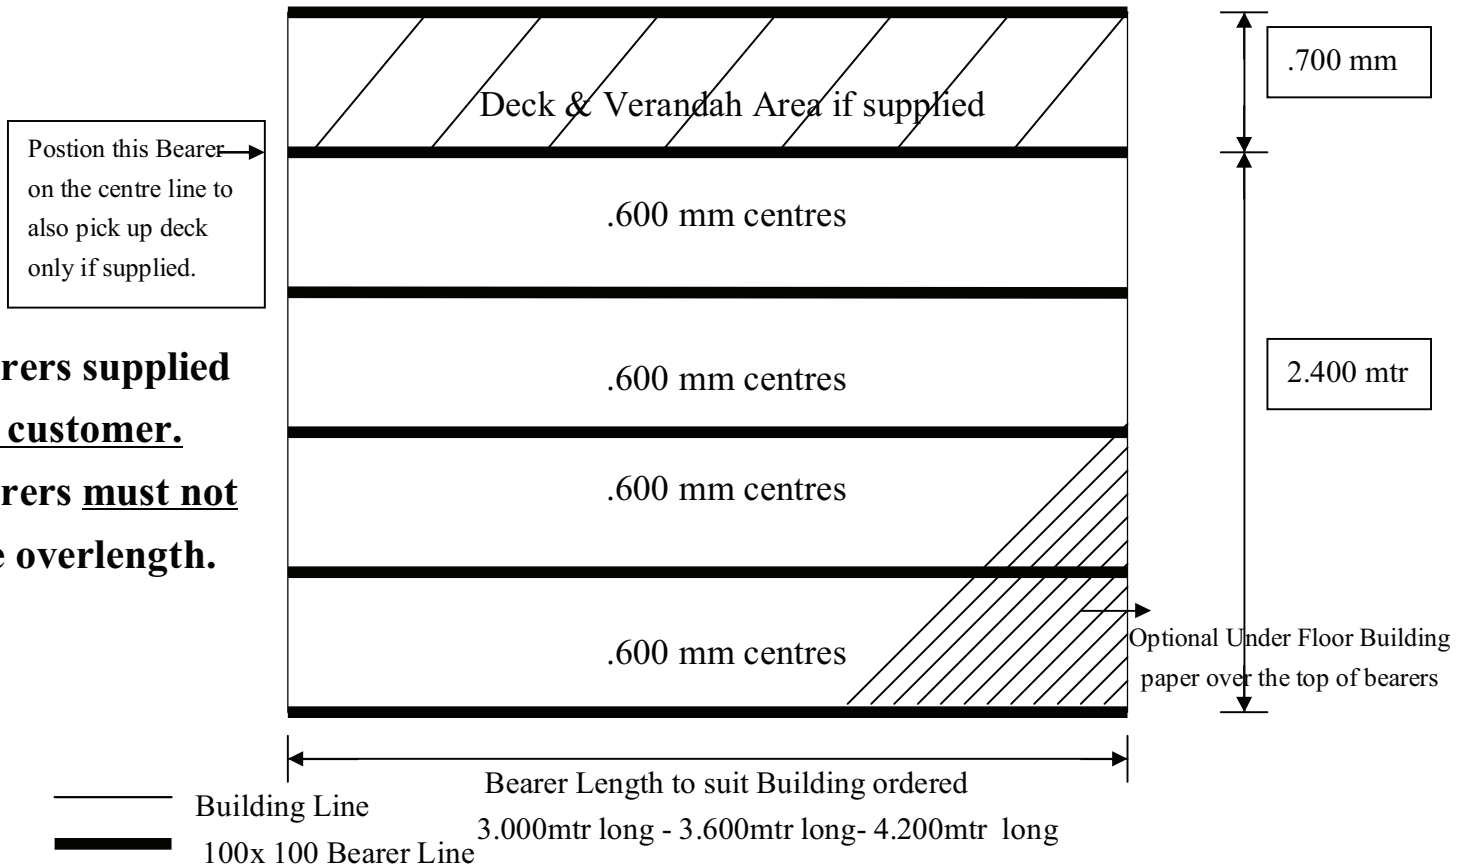 .700 mm
Deck & Verandah Area if supplied
Postion this Bearer
on the centre line to
also pick up deck
only if supplied.
.600 mm centres
rers supplied
customer.
.600 mm centres
2.400 mtr
rers must not
.600 mm centres
e overlength.
.600 mm centres
Optional Under Floor Building
paper over the top of bearers
Bearer Length to suit Building ordered
3.000mtr long - 3.600mtr long- 4.200mtr long
Building Line
100x 100 Bearer Line